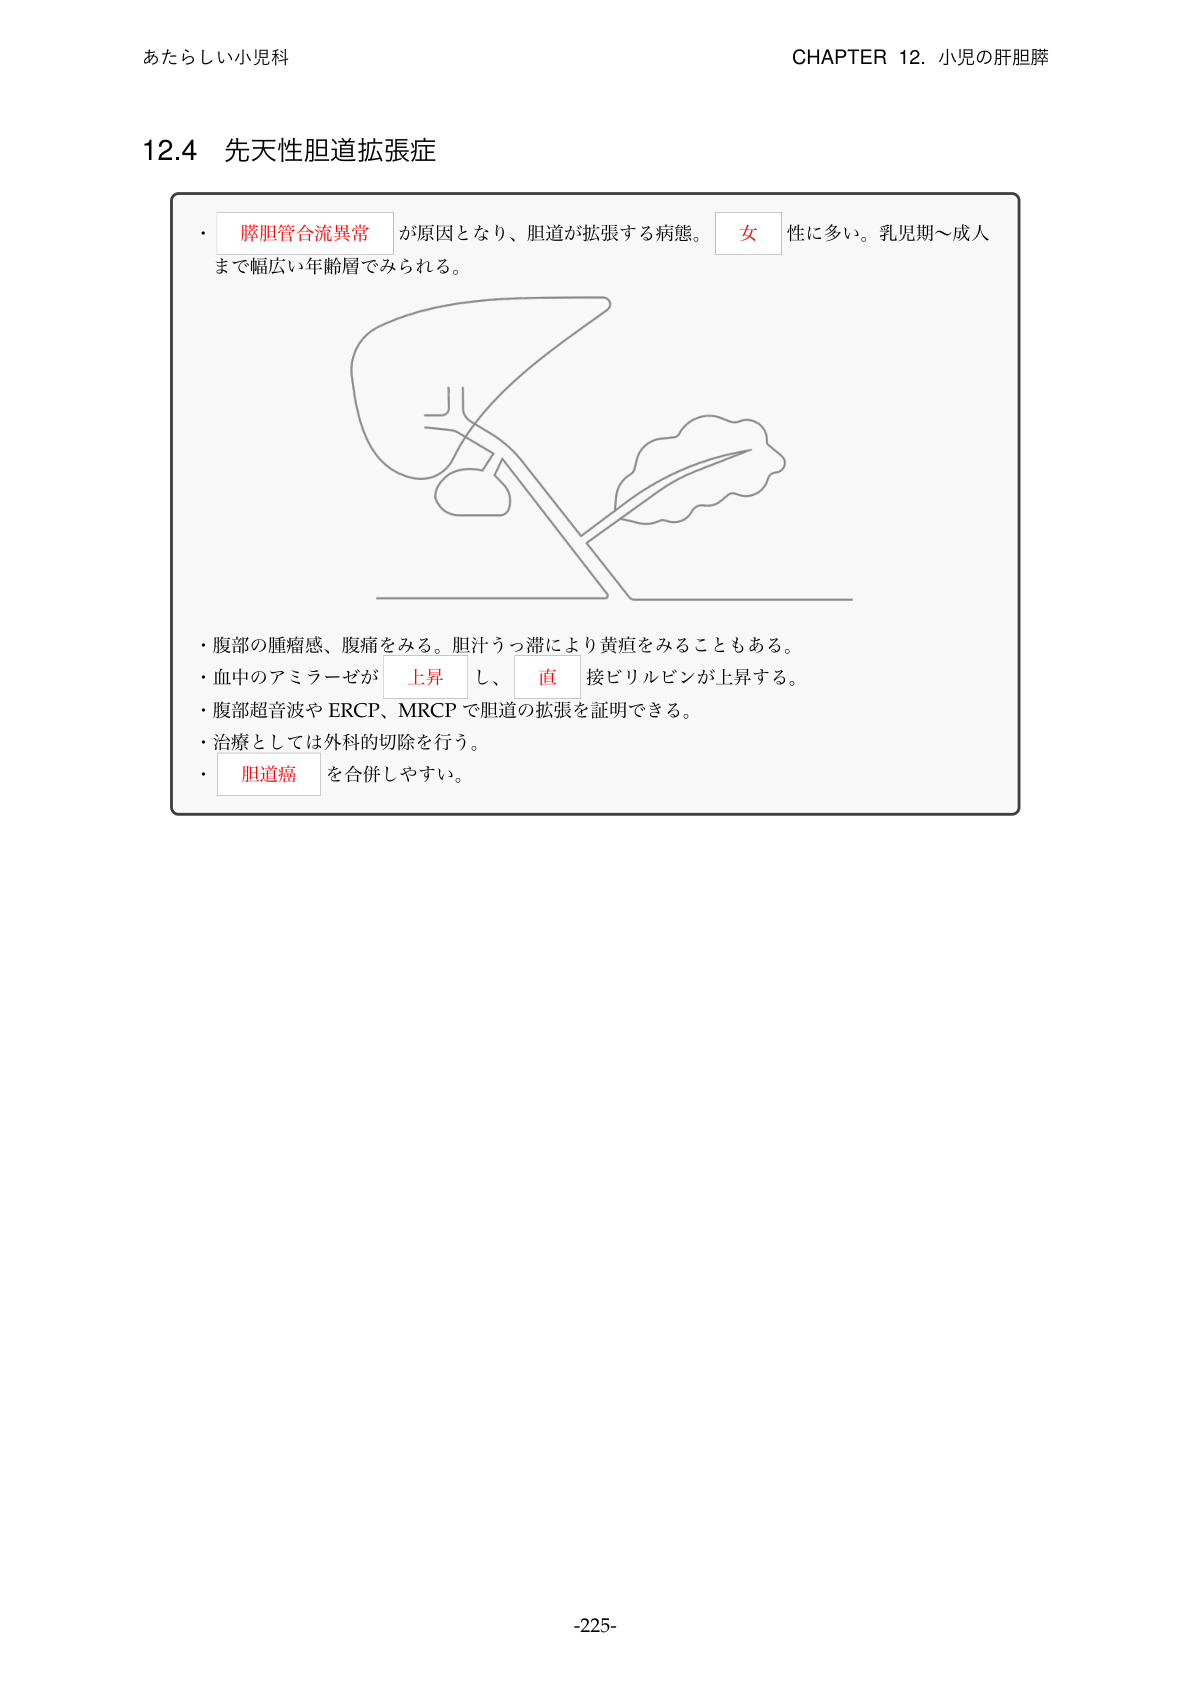 あたらしい小児科
CHAPTER 12. 小児の肝胆膵
12.4 先天性胆道拡張症
・ 膵胆管合流異常 が原因となり、胆道が拡張する病態。 女 性に多い。乳児期〜成人
まで幅広い年齢層でみられる。
・腹部の腫瘤感、腹痛をみる。胆汁うっ滞により黄疸をみることもある。
・血中のアミラーゼが 上昇 し、 直 接ビリルビンが上昇する。
・腹部超音波や ERCP、MRCP で胆道の拡張を証明できる。
・治療としては外科的切除を行う。
・ 胆道癌 を合併しやすい。
-225-